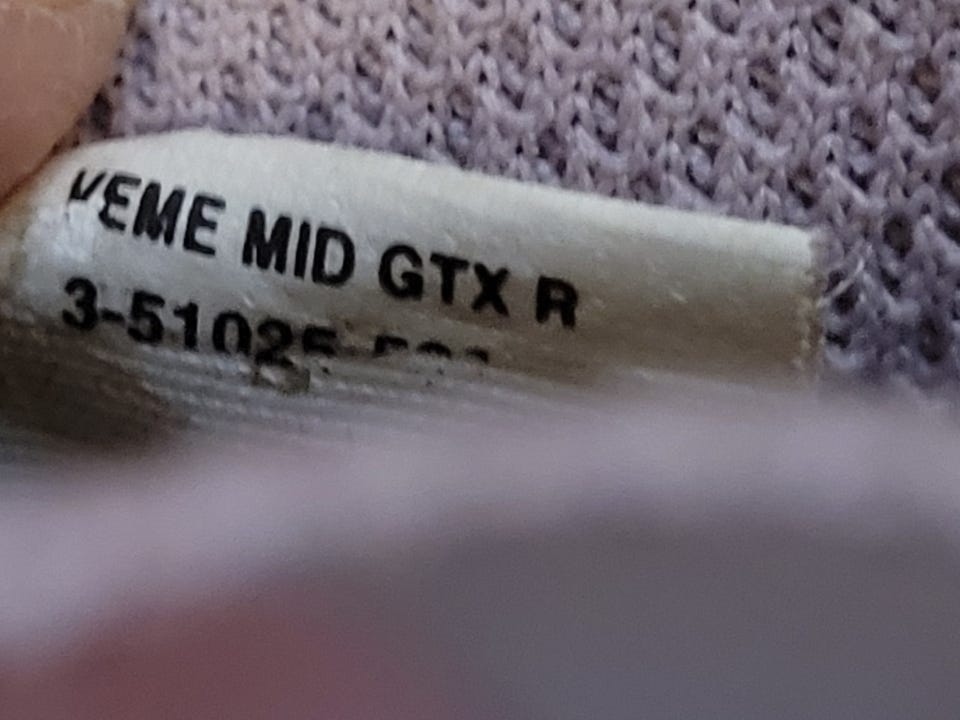 VEME MID GTX R
3-51025